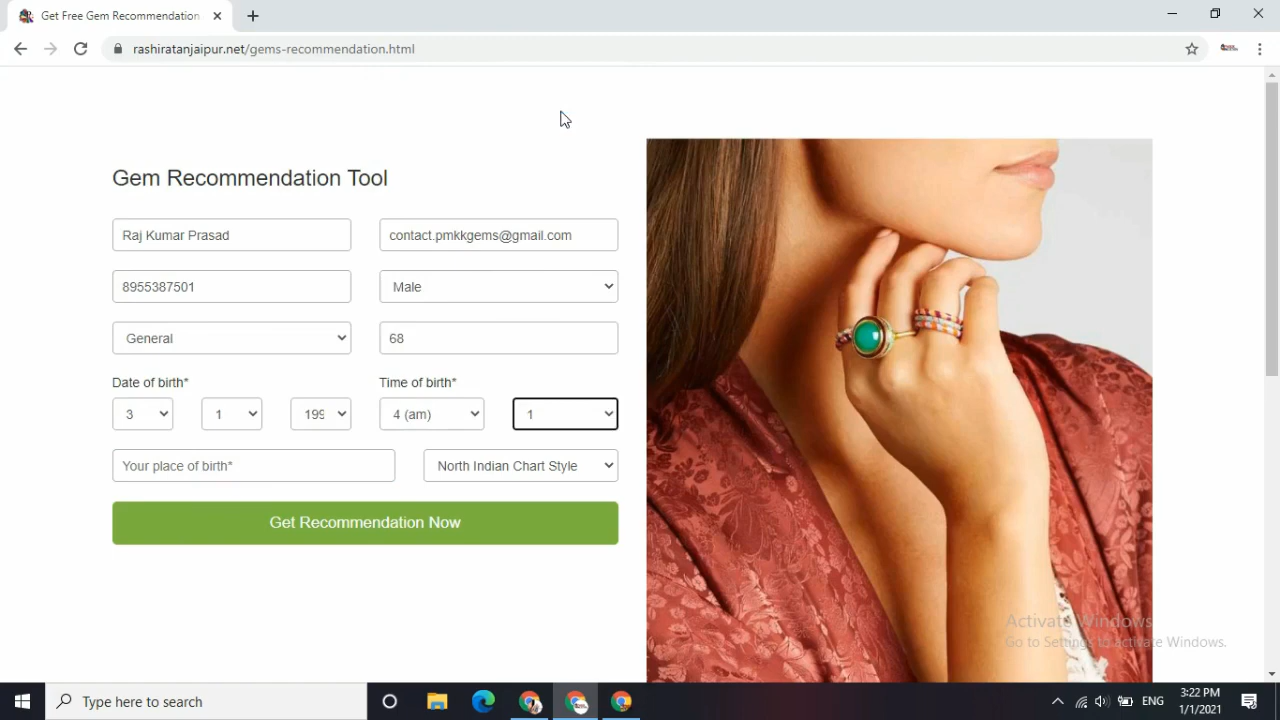 Get Free Gem Recommendation
rashiratanjaipur.net/gems-recommendation.html
Gem Recommendation Tool
Raj Kumar Prasad
contact.pmkkgems@gmail.com
8955387501
Male
General
68
Date of birth*
Time of birth*
3
1
199
4 (am)
1
Your place of birth*
North Indian Chart Style
Get Recommendation Now
Activate Windows
Go to Settings to activate Windows.
Type here to search
ENG
3:22 PM
1/1/2021